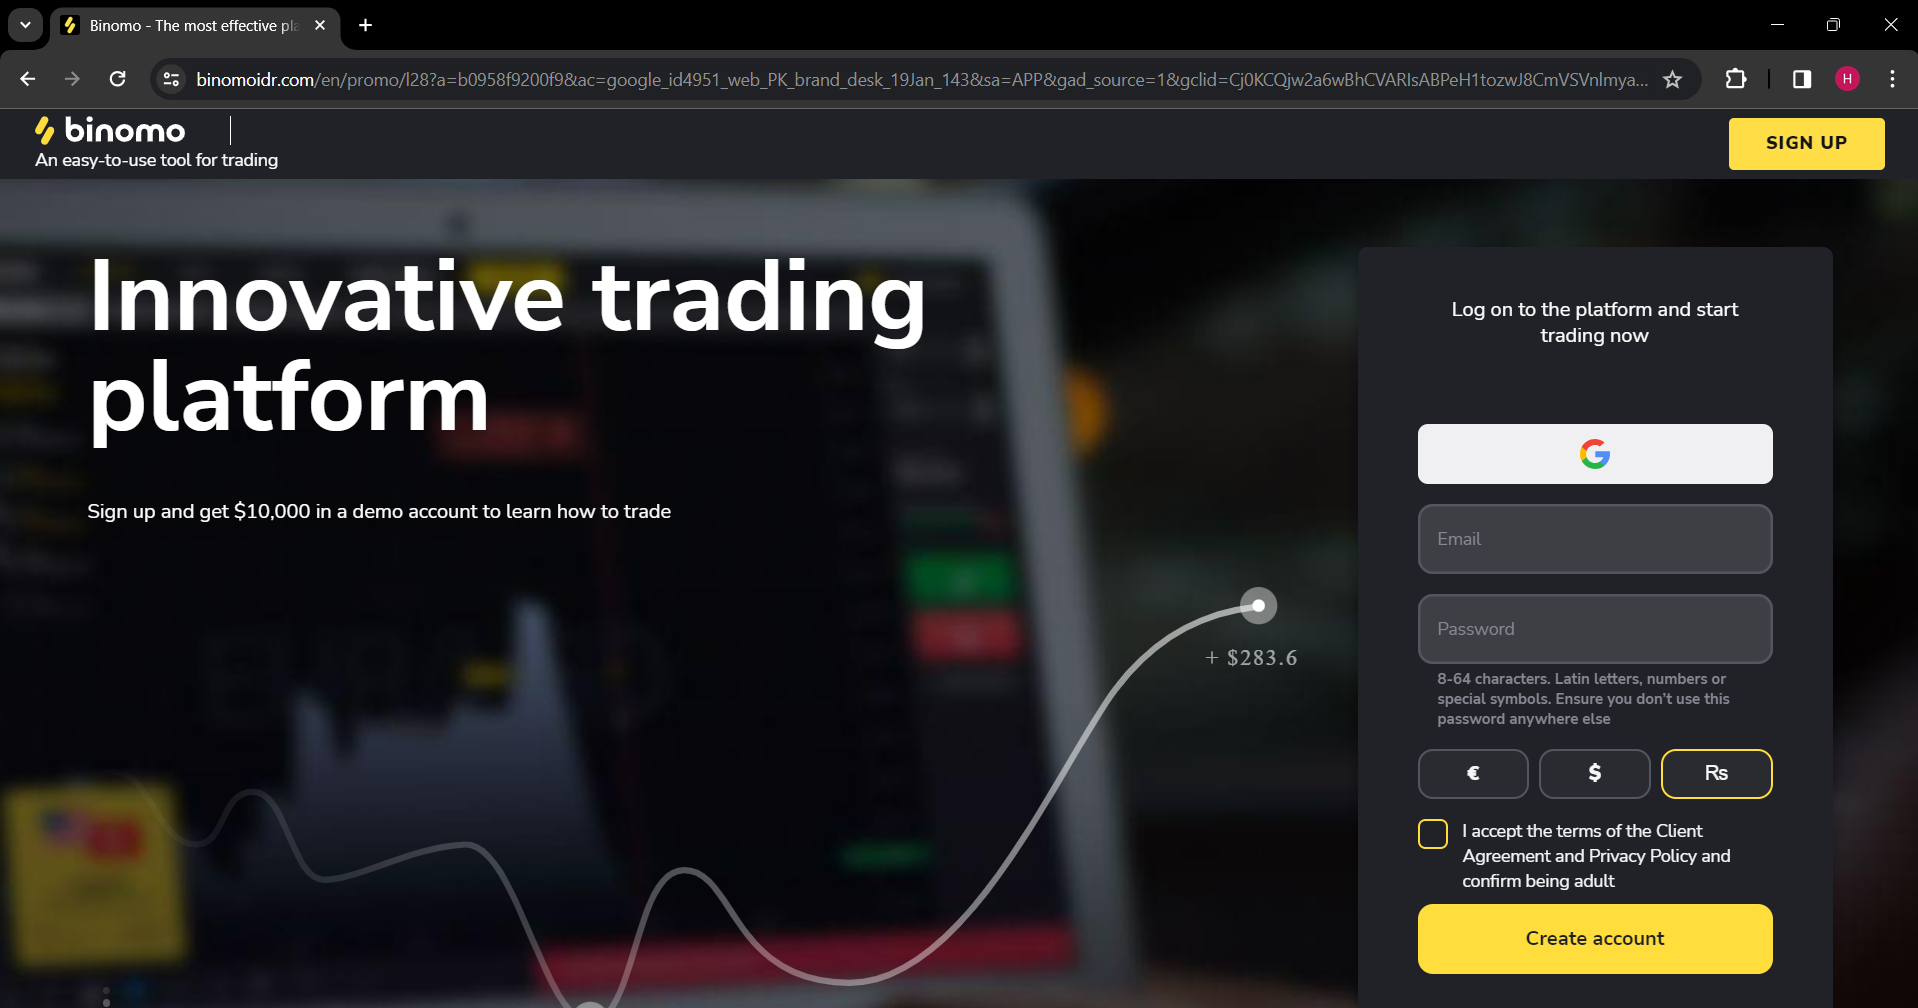 Binomo - The most effective pla
binomoidr.com/en/promo/l28?a=b0958f9200f9&ac=google_id4951_web_PK_brand_desk_19Jan_143&sa=APP&gad_source=1&gclid=Cj0KCQjw2a6wBhCVARIsABPeH1tozwJ8CmVSVnlmya...
H
binomo
An easy-to-use tool for trading
SIGN UP
Innovative trading
platform
Sign up and get $10,000 in a demo account to learn how to trade
+ $283.6
Log on to the platform and start
trading now
Email
Password
8-64 characters. Latin letters, numbers or
special symbols. Ensure you don't use this
password anywhere else
€ $ ₨
I accept the terms of the Client
Agreement and Privacy Policy and
confirm being adult
Create account